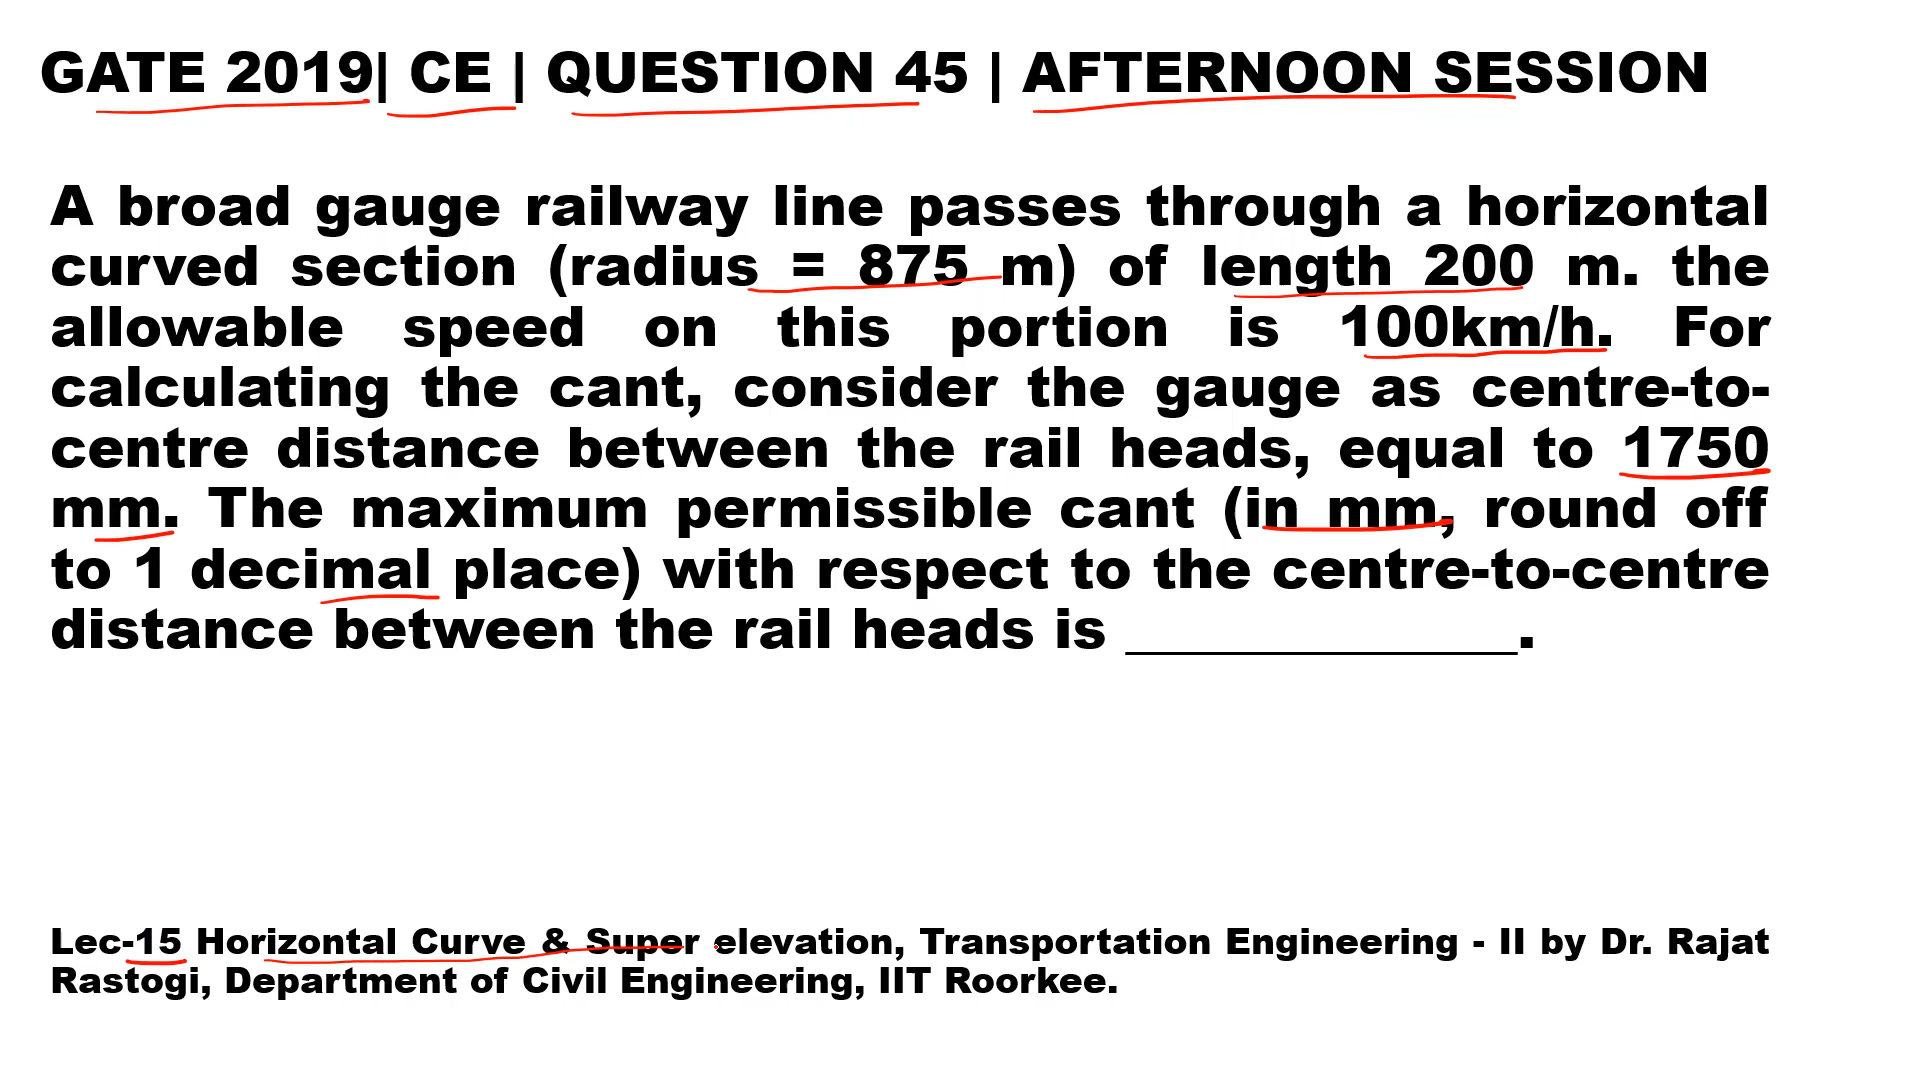 GATE 2019| CE | QUESTION 45 | AFTERNOON SESSION
A broad gauge railway line passes through a horizontal
curved section (radius = 875 m) of length 200 m. the
allowable speed on this portion is 100km/h. For
calculating the cant, consider the gauge as centre-to-
centre distance between the rail heads, equal to 1750
mm. The maximum permissible cant (in mm, round off
to 1 decimal place) with respect to the centre-to-centre
distance between the rail heads is ______________.
Lec-15 Horizontal Curve & Super elevation, Transportation Engineering - II by Dr. Rajat
Rastogi, Department of Civil Engineering, IIT Roorkee.